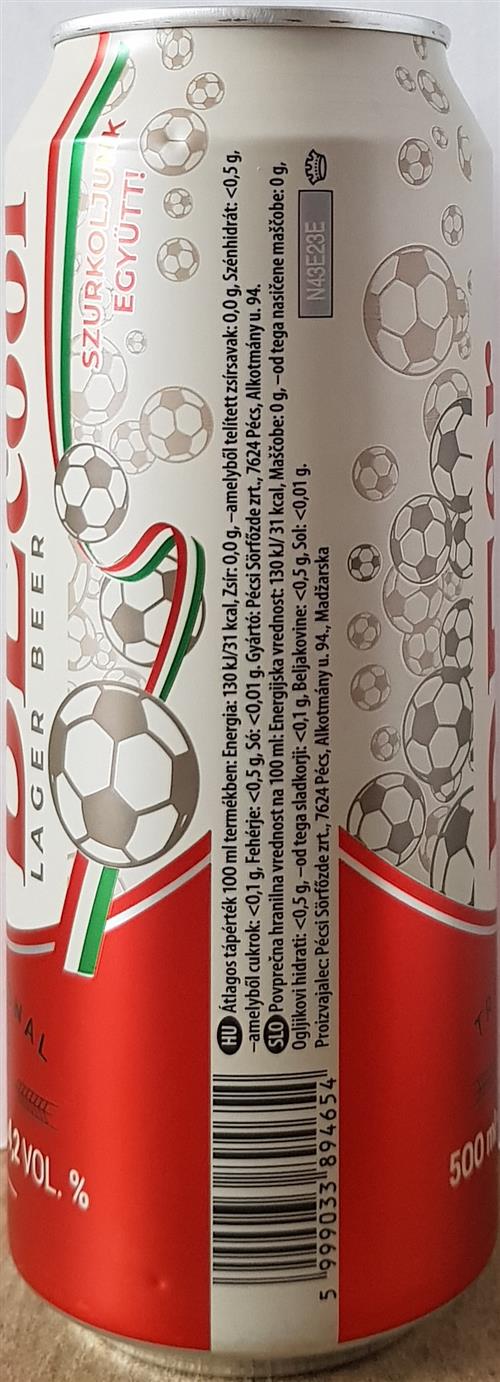 LAGER BEER
SZURKOLJUNK
EGYÜTT!
HU Átlagos tápérték 100 ml termékben: Energia: 130 kJ/31 kcal, Zsír: 0,0 g, –amelyből telített zsírsavak: 0,0 g, Szénhidrát: <0,5 g,
–amelyből cukrok: <0,1 g, Fehérje: <0,5 g, Só: <0,01 g. Gyártó: Pécsi Sörfőzde zrt., 7624 Pécs, Alkotmány u. 94.
SLO Povprečna hranilna vrednost na 100 ml: Energijska vrednost: 130 kJ/ 31 kcal, Maščobe: 0 g, –od tega nasičene maščobe: 0 g,
Ogljikovi hidrati: <0,5 g, –od tega sladkorji: <0,1 g, Beljakovine: <0,5 g, Sol: <0,01 g.
Proizvajalec: Pécsi Sörfőzde zrt., 7624 Pécs, Alkotmány u. 94., Madžarska
N43E23E
5 999033 894654
,2 VOL. %
500 m